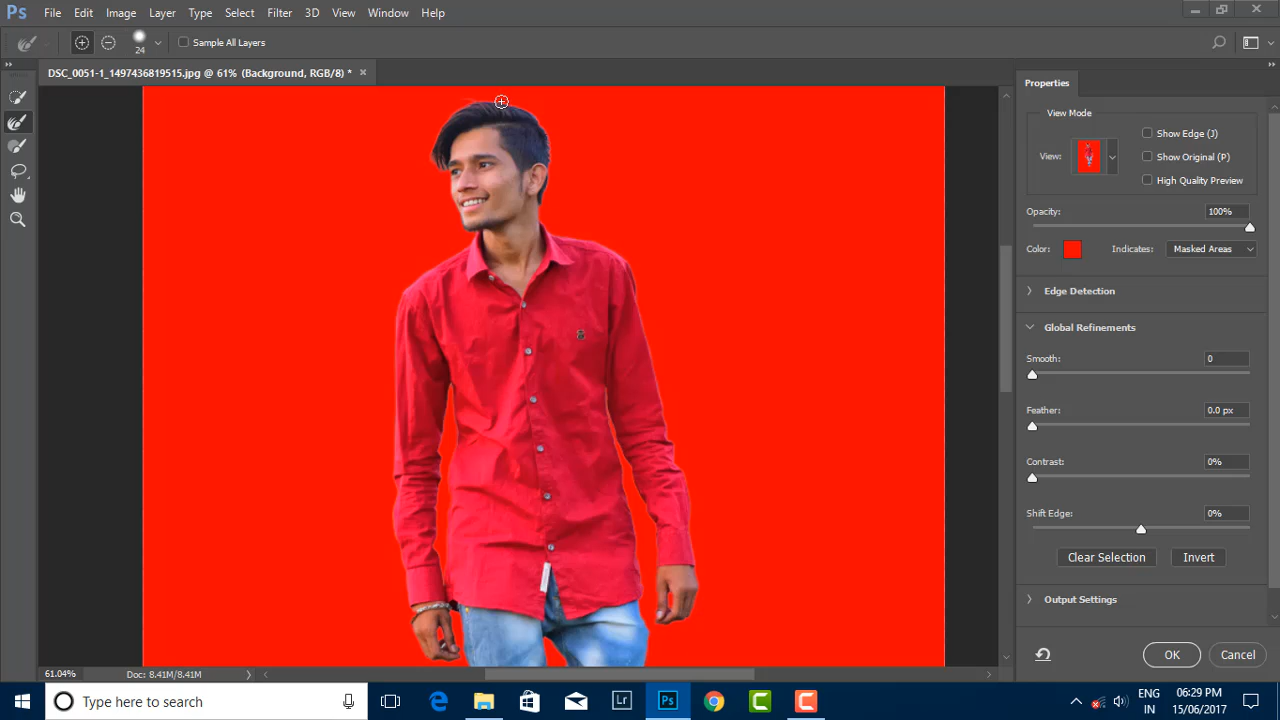 Ps File Edit Image Layer Type Select Filter 3D View Window Help
24 Sample All Layers
DSC_0051-1_1497436819515.jpg @ 61% (Background, RGB/8) *
Properties
View Mode
Show Edge (J)
View: Show Original (P)
High Quality Preview
Opacity: 100%
Color: Indicates: Masked Areas
Edge Detection
Global Refinements
Smooth: 0
Feather: 0.0 px
Contrast: 0%
Shift Edge: 0%
Clear Selection Invert
Output Settings
OK Cancel
61.04% Doc: 8.41M/8.41M
Type here to search
Lr Ps
ENG 06:29 PM
IN 15/06/2017